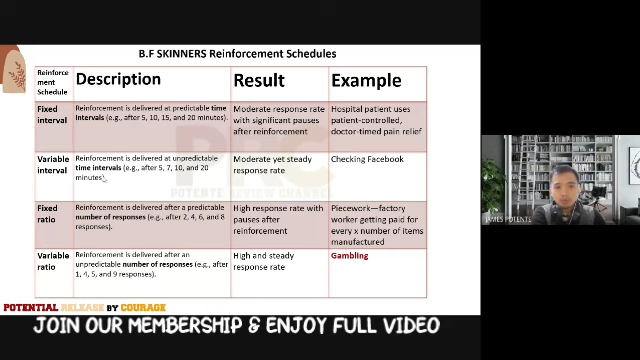 B.F SKINNERS Reinforcement Schedules
Reinforce
ment
Schedule
Description
Result
Example
Fixed
interval
Reinforcement is delivered at predictable time
intervals (e.g., after 5, 10, 15, and 20 minutes).
Moderate response rate
with significant pauses
after reinforcement
Hospital patient uses
patient-controlled,
doctor-timed pain relief
Variable
interval
Reinforcement is delivered at unpredictable
time intervals (e.g., after 5, 7, 10, and 20
minutes).
Moderate yet steady
response rate
Checking Facebook
Fixed
ratio
Reinforcement is delivered after a predictable
number of responses (e.g., after 2, 4, 6, and 8
responses).
High response rate with
pauses after
reinforcement
Piecework—factory
worker getting paid for
every x number of items
manufactured
Variable
ratio
Reinforcement is delivered after an
unpredictable number of responses (e.g., after
1, 4, 5, and 9 responses).
High and steady
response rate
Gambling
JAMES POTENTE
POTENTIAL RELEASE BY COURAGE
JOIN OUR MEMBERSHIP & ENJOY FULL VIDEO